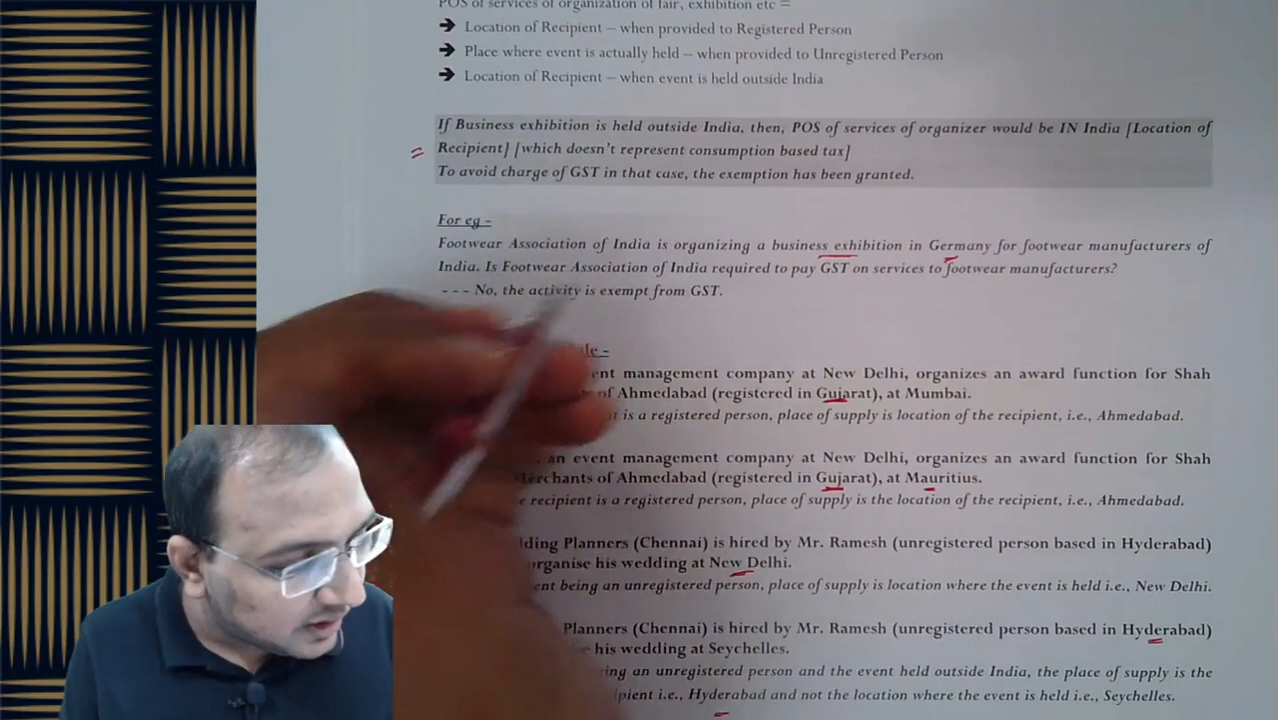 POS of services of organization of fair, exhibition etc =
➔ Location of Recipient – when provided to Registered Person
➔ Place where event is actually held – when provided to Unregistered Person
➔ Location of Recipient – when event is held outside India
If Business exhibition is held outside India, then, POS of services of organizer would be IN India [Location of
Recipient] [which doesn't represent consumption based tax]
To avoid charge of GST in that case, the exemption has been granted.
For eg -
Footwear Association of India is organizing a business exhibition in Germany for footwear manufacturers of
India. Is Footwear Association of India required to pay GST on services to footwear manufacturers?
- - - No, the activity is exempt from GST.
management company at New Delhi, organizes an award function for Shah
of Ahmedabad (registered in Gujarat), at Mumbai.
is a registered person, place of supply is location of the recipient, i.e., Ahmedabad.
an event management company at New Delhi, organizes an award function for Shah
Merchants of Ahmedabad (registered in Gujarat), at Mauritius.
recipient is a registered person, place of supply is the location of the recipient, i.e., Ahmedabad.
Planners (Chennai) is hired by Mr. Ramesh (unregistered person based in Hyderabad)
organise his wedding at New Delhi.
being an unregistered person, place of supply is location where the event is held i.e., New Delhi.
Planners (Chennai) is hired by Mr. Ramesh (unregistered person based in Hyderabad)
his wedding at Seychelles.
an unregistered person and the event held outside India, the place of supply is the
i.e., Hyderabad and not the location where the event is held i.e., Seychelles.